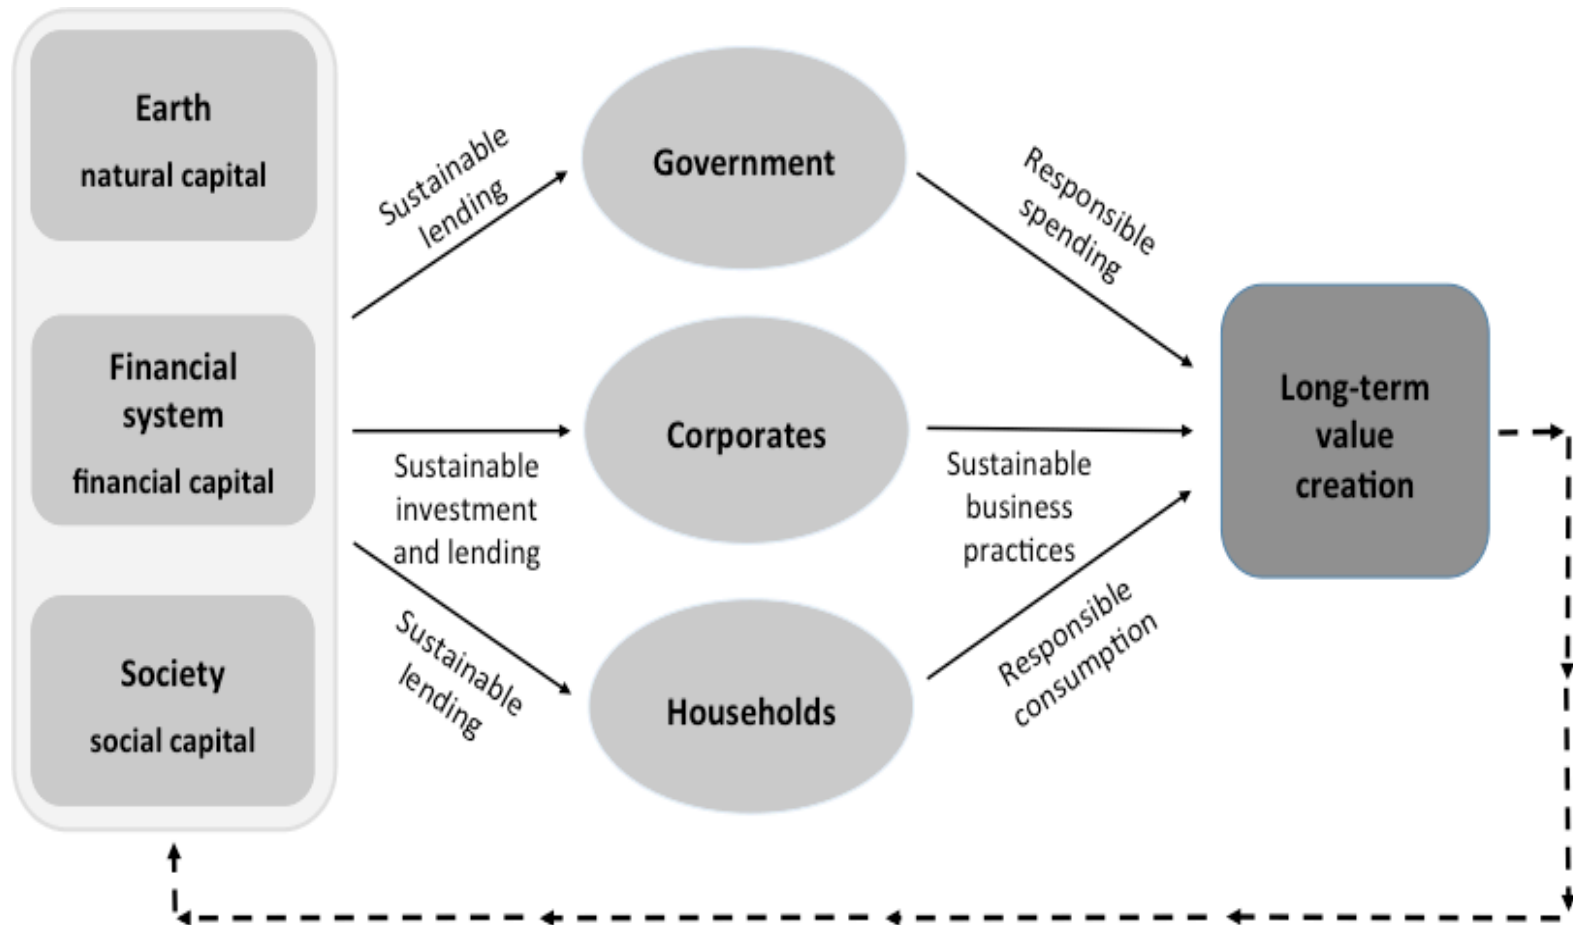 Earth
natural capital
Financial
system
financial capital
Society
social capital
Sustainable
lending
Sustainable
investment
and lending
Sustainable
lending
Government
Corporates
Households
Responsible
spending
Sustainable
business
practices
Responsible
consumption
Long-term
value
creation